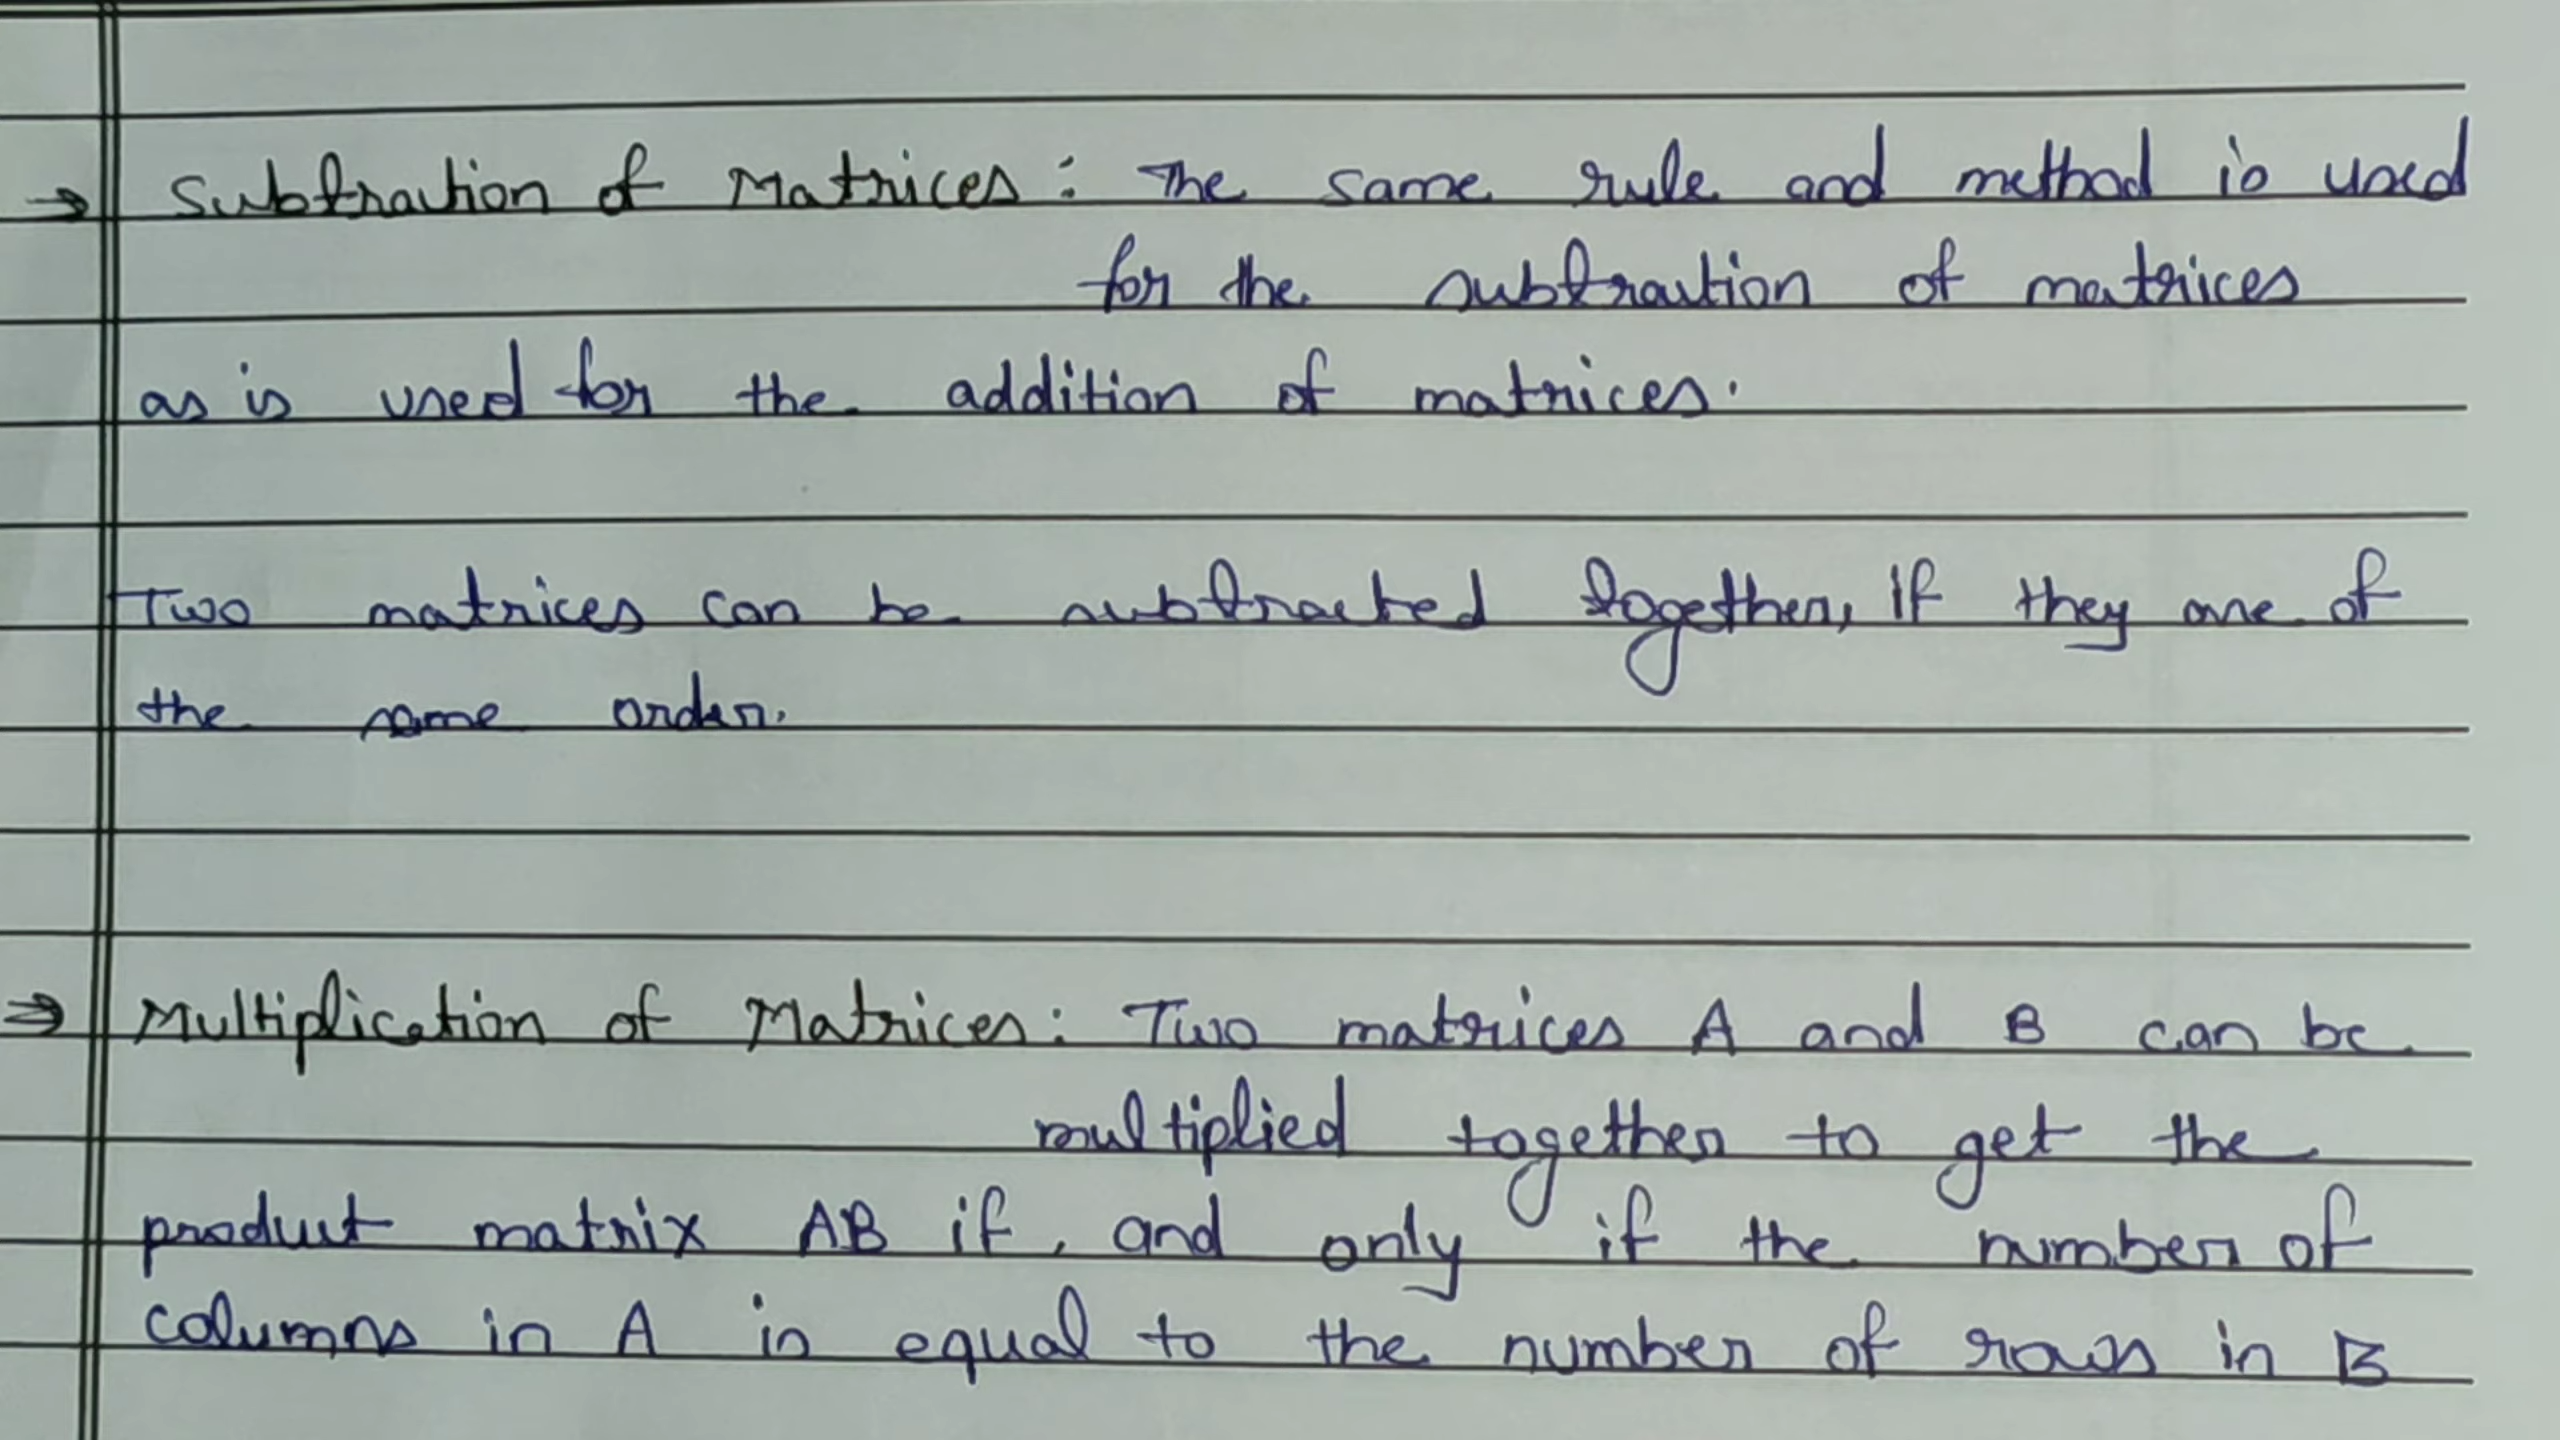 → Subtraction of Matrices : The same rule and method is used
for the subtraction of matrices
as is used for the addition of matrices.
Two matrices can be subtracted together, If they are of
the same order.
⇒ Multiplication of Matrices : Two matrices A and B can be
multiplied together to get the
product matrix AB if, and only if the number of
columns in A is equal to the number of rows in B